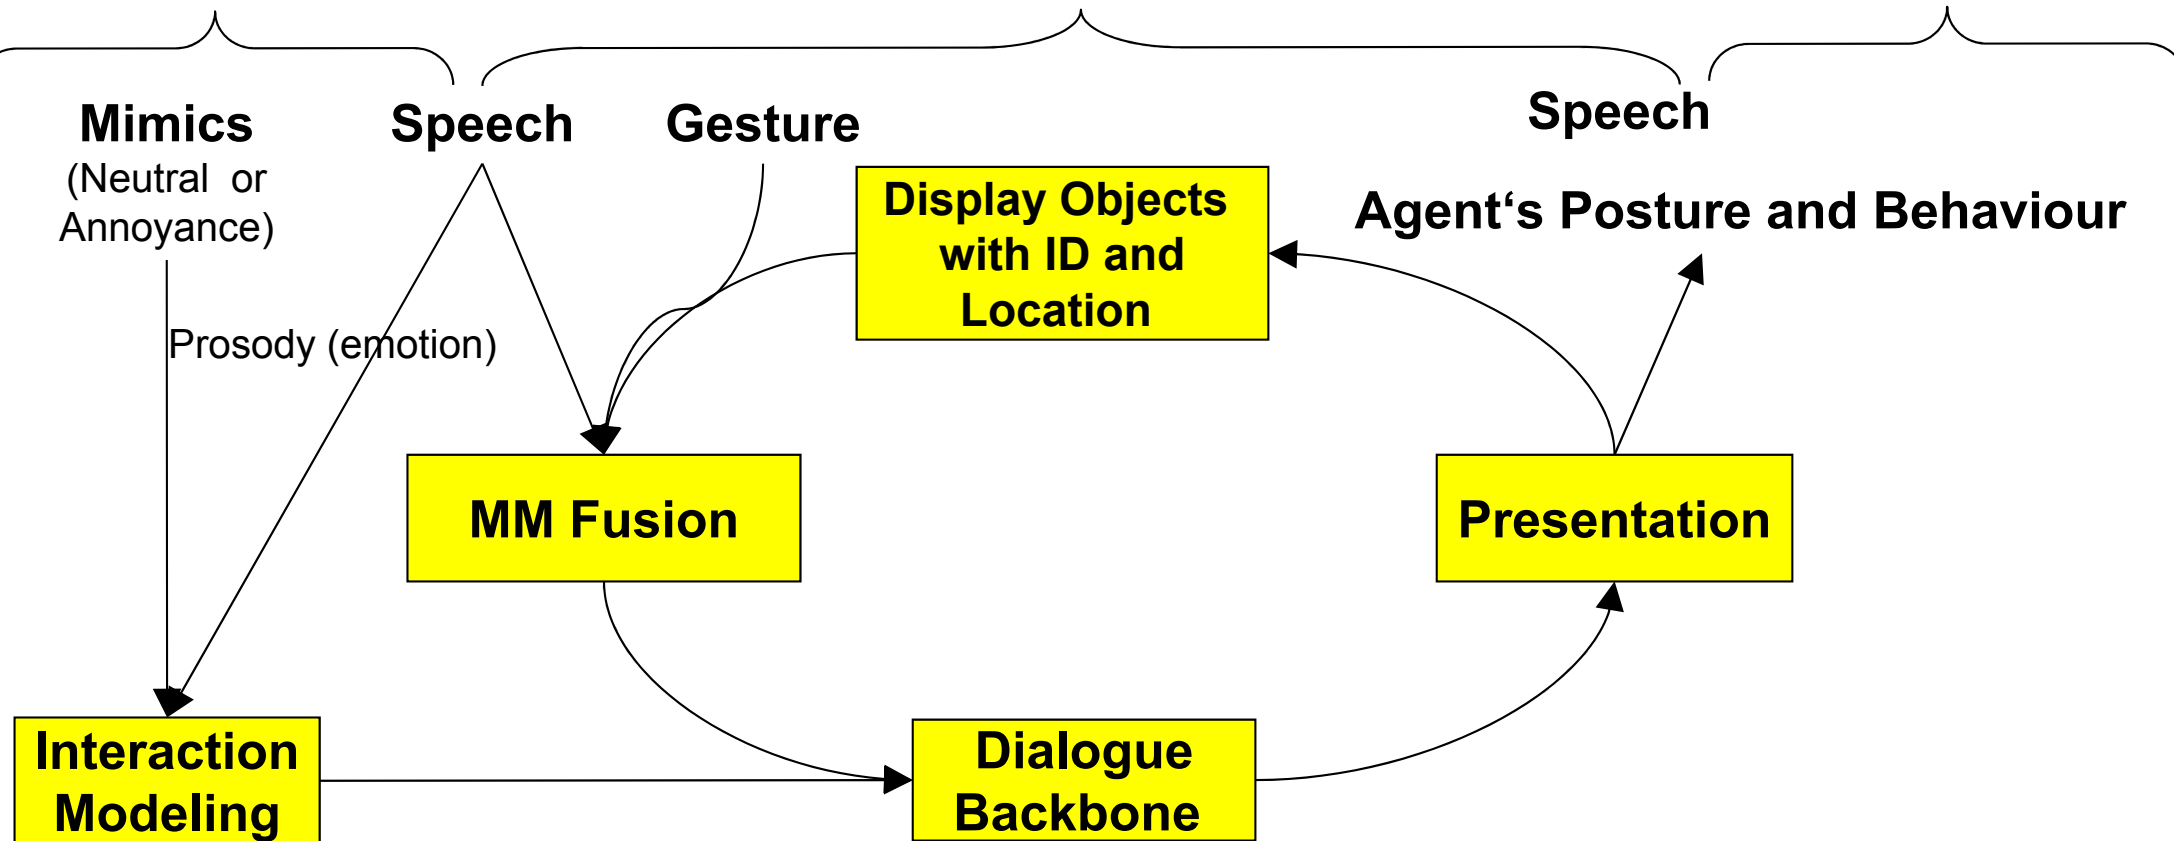 Mimics
(Neutral or
Annoyance)
Speech
Gesture
Speech
Display Objects
with ID and
Location
Agent‘s Posture and Behaviour
Prosody (emotion)
MM Fusion
Presentation
Interaction
Modeling
Dialogue
Backbone